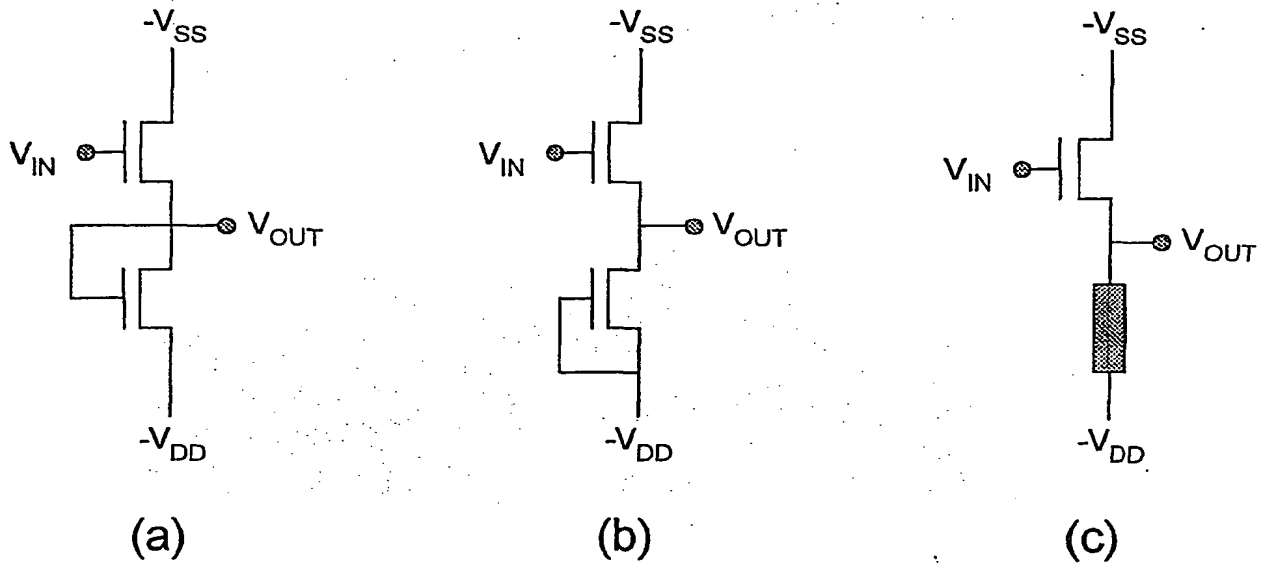 -VSS -VSS -VSS
VIN VIN VIN
VOUT VOUT VOUT
-VDD -VDD -VDD
(a) (b) (c)